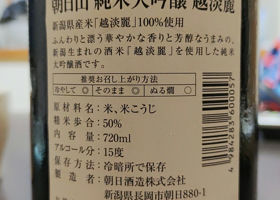 朝日山 純米大吟醸 越淡麗
新潟県産米「越淡麗」100%使用
ふんわりと漂う華やかな香りと芳醇なうまみの、
新潟生まれの酒米「越淡麗」を使用した純米
大吟醸酒です。
推奨お召し上がり方法
冷やして ◎ そのまま ○ ぬる燗 ○
原材料名：米、米こうじ
精米歩合：50%
内容量：720ml
アルコール分：15度
保存方法：冷暗所で保存
製造者：朝日酒造株式会社
新潟県長岡市朝日880-1
4984283600057